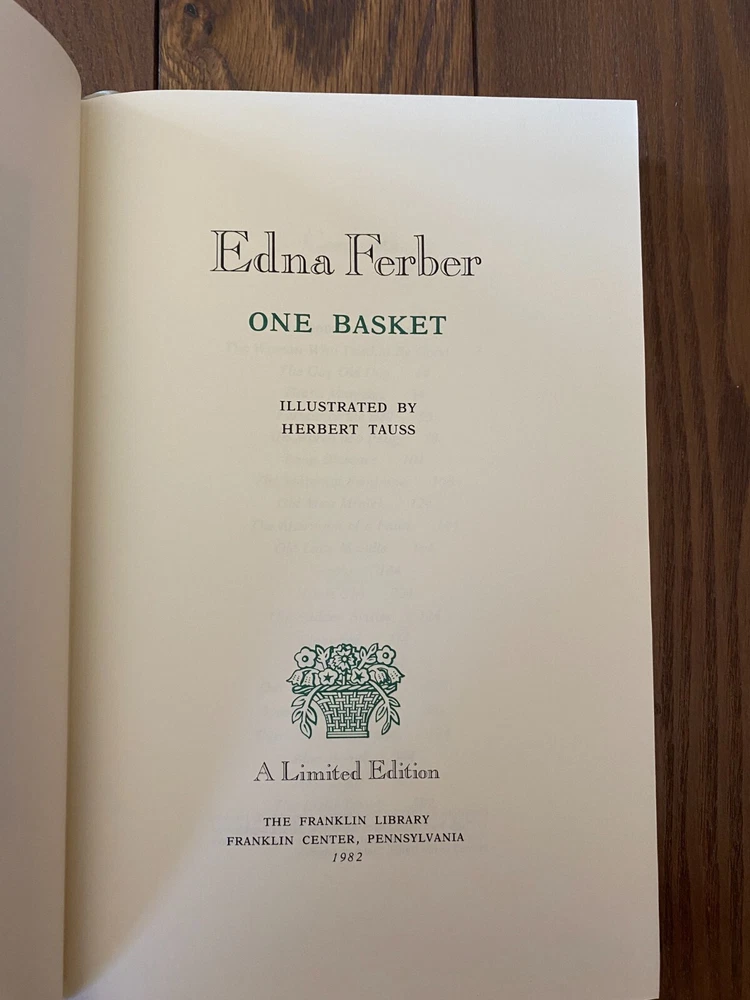 Edna Ferber
ONE BASKET
ILLUSTRATED BY
HERBERT TAUSS
A Limited Edition
THE FRANKLIN LIBRARY
FRANKLIN CENTER, PENNSYLVANIA
1982